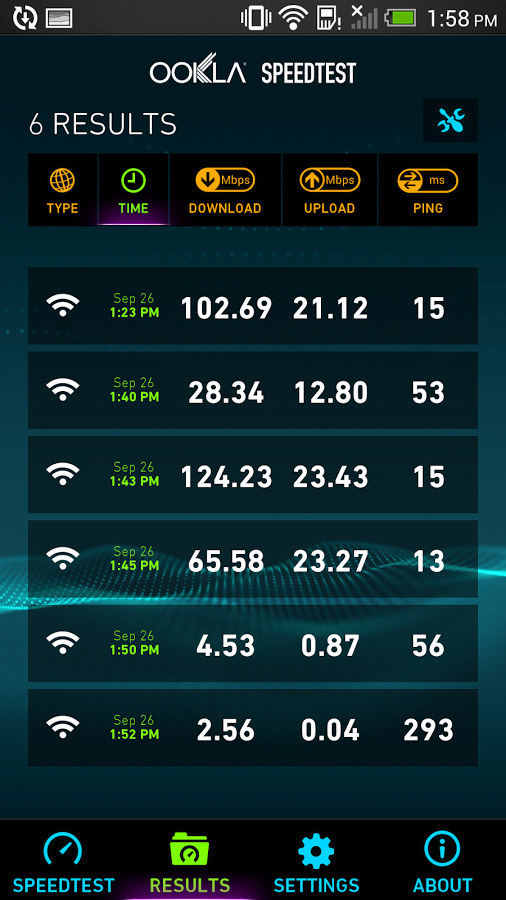 1:58 PM
OOKLA SPEEDTEST
6 RESULTS
Mbps Mbps ms
TYPE TIME DOWNLOAD UPLOAD PING
Sep 26
1:23 PM 102.69 21.12 15
Sep 26
1:40 PM 28.34 12.80 53
Sep 26
1:43 PM 124.23 23.43 15
Sep 26
1:45 PM 65.58 23.27 13
Sep 26
1:50 PM 4.53 0.87 56
Sep 26
1:52 PM 2.56 0.04 293
SPEEDTEST RESULTS SETTINGS ABOUT